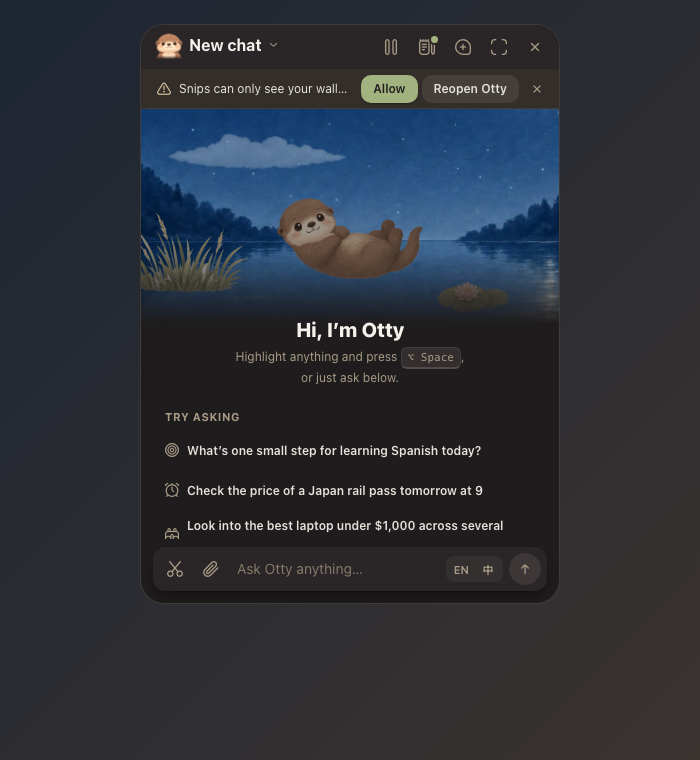 New chat
Snips can only see your wall... Allow Reopen Otty
Hi, I’m Otty
Highlight anything and press ⌥ Space,
or just ask below.
TRY ASKING
What’s one small step for learning Spanish today?
Check the price of a Japan rail pass tomorrow at 9
Look into the best laptop under $1,000 across several
Ask Otty anything... EN 中